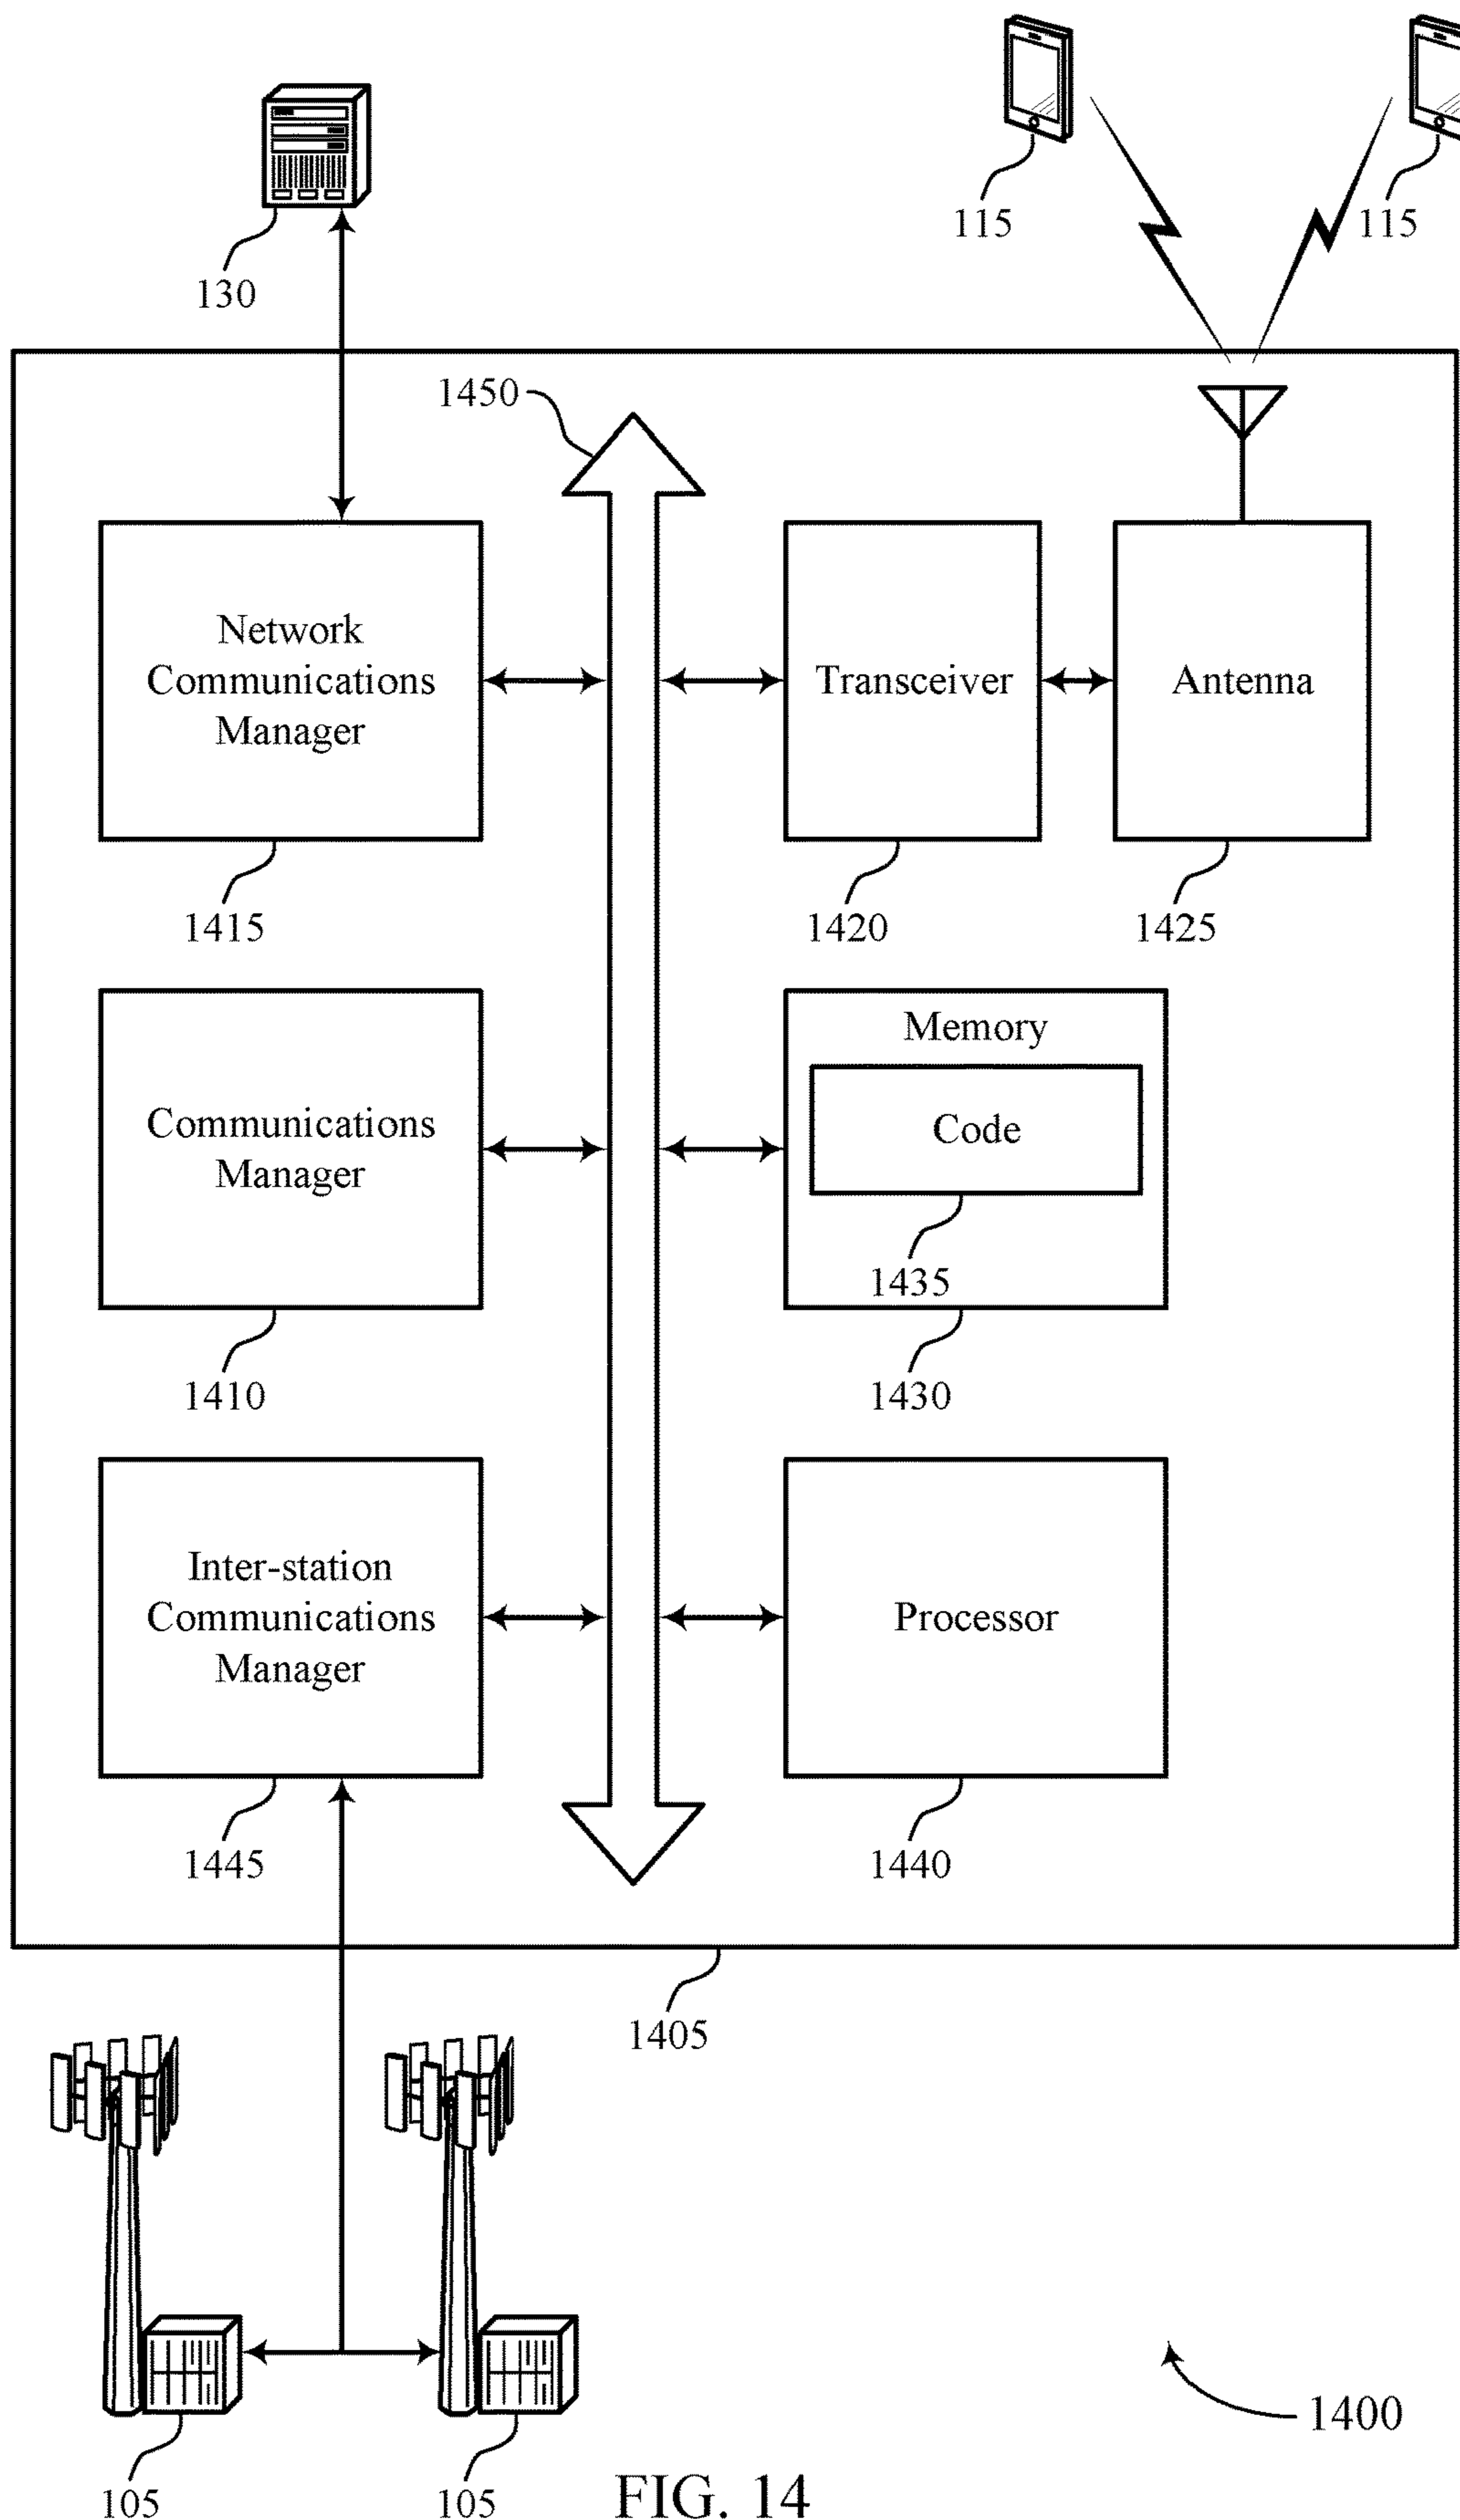 115
115
130
1450
Network
Communications
Manager
Transceiver
Antenna
1415
1420
1425
Communications
Manager
Memory
Code
1435
1410
1430
Inter-station
Communications
Manager
Processor
1445
1440
1405
1400
105
105
FIG. 14